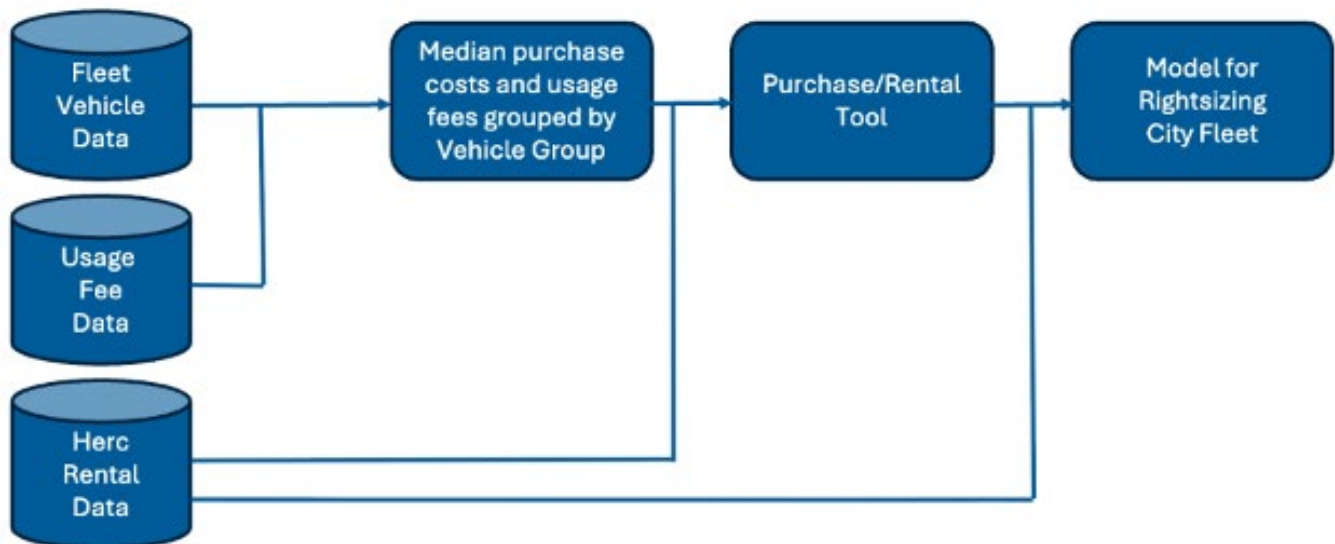 Fleet
Vehicle
Data
Median purchase
costs and usage
fees grouped by
Vehicle Group
Purchase/Rental
Tool
Model for
Rightsizing
City Fleet
Usage
Fee
Data
Herc
Rental
Data